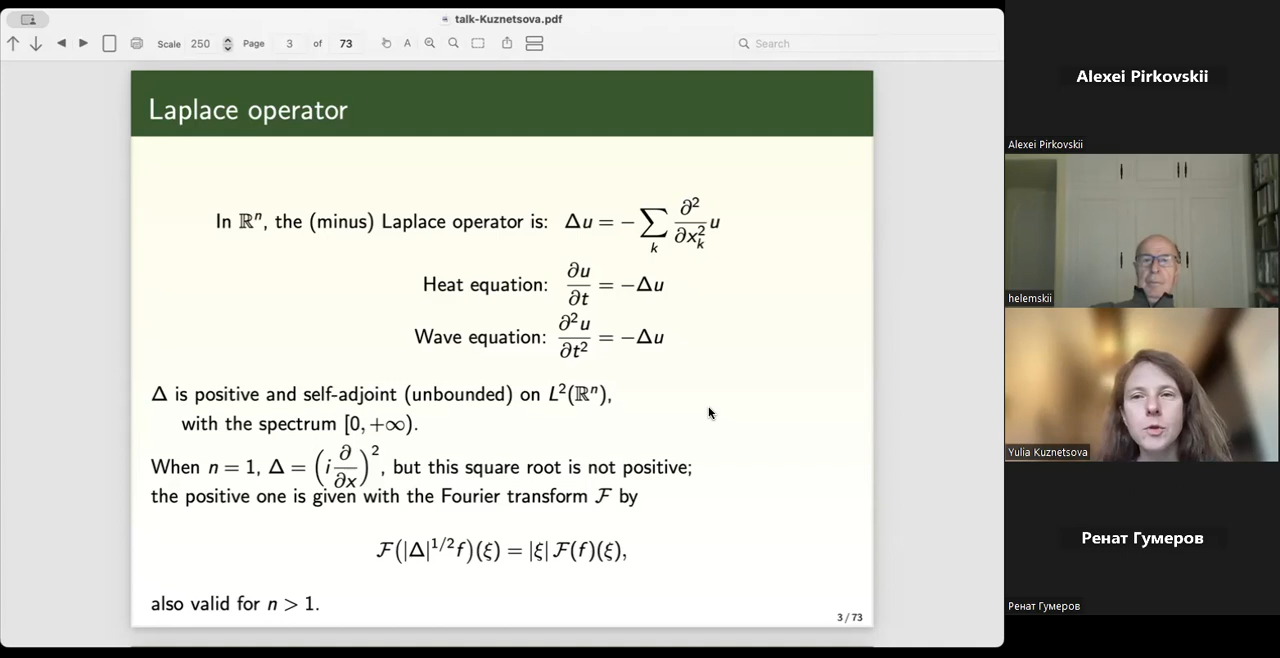 talk-Kuznetsova.pdf
Scale 250 Page 3 of 73 A Search
Laplace operator
In ℝⁿ, the (minus) Laplace operator is: Δu = −∑ₖ ∂²/∂xₖ² u
Heat equation: ∂u/∂t = −Δu
Wave equation: ∂²u/∂t² = −Δu
Δ is positive and self-adjoint (unbounded) on L²(ℝⁿ),
with the spectrum [0, +∞).
When n = 1, Δ = (i ∂/∂x)², but this square root is not positive;
the positive one is given with the Fourier transform ℱ by
ℱ(|Δ|^{1/2} f)(ξ) = |ξ| ℱ(f)(ξ),
also valid for n > 1.
3 / 73
Alexei Pirkovskii
Alexei Pirkovskii
helemskii
Yulia Kuznetsova
Ренат Гумеров
Ренат Гумеров